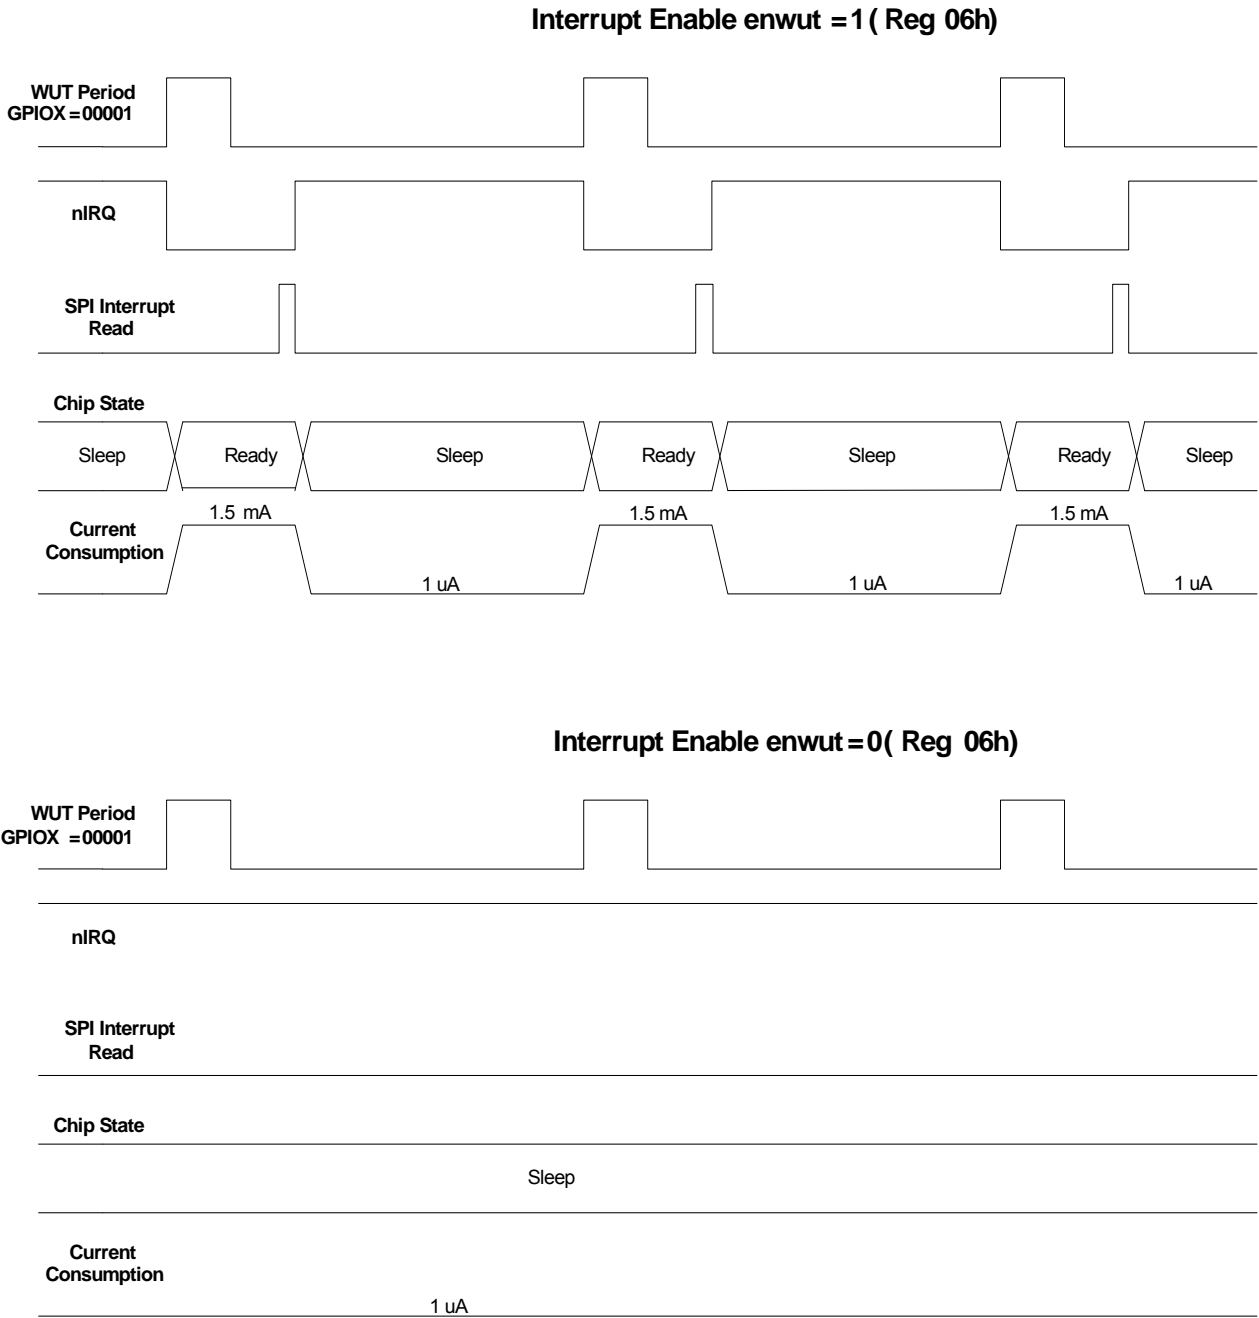 Interrupt Enable enwut =1 ( Reg 06h)
WUT Period
GPIOX =00001
nIRQ
SPI Interrupt
Read
Chip State
Sleep Ready Sleep Ready Sleep Ready Sleep
1.5 mA 1.5 mA 1.5 mA
Current
Consumption
1 uA 1 uA 1 uA
Interrupt Enable enwut =0( Reg 06h)
WUT Period
GPIOX =00001
nIRQ
SPI Interrupt
Read
Chip State
Sleep
Current
Consumption
1 uA